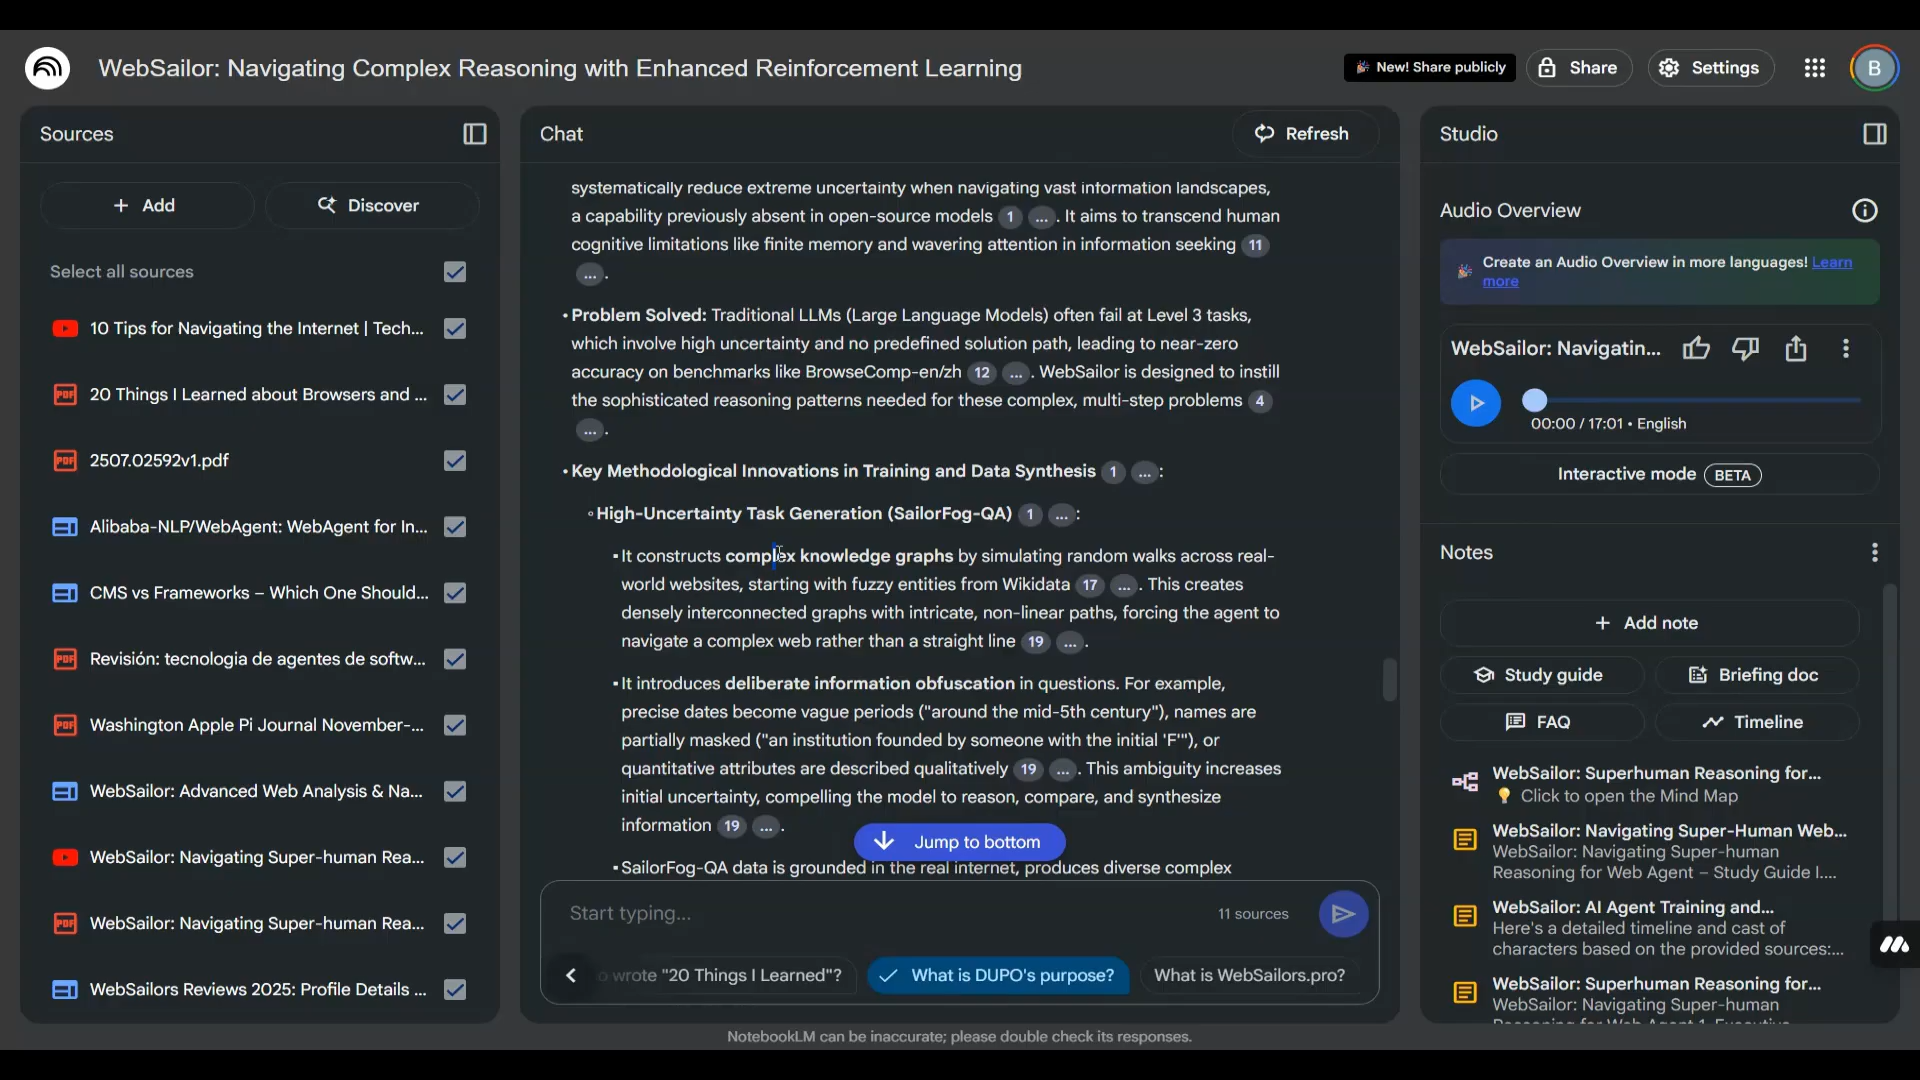 WebSailor: Navigating Complex Reasoning with Enhanced Reinforcement Learning
New! Share publicly
Share
Settings
B
Sources
Add
Discover
Select all sources
10 Tips for Navigating the Internet | Tech...
20 Things I Learned about Browsers and ...
2507.02592v1.pdf
Alibaba-NLP/WebAgent: WebAgent for In...
CMS vs Frameworks – Which One Should...
Revisión: tecnologia de agentes de softw...
Washington Apple Pi Journal November-...
WebSailor: Advanced Web Analysis & Na...
WebSailor: Navigating Super-human Rea...
WebSailor: Navigating Super-human Rea...
WebSailors Reviews 2025: Profile Details ...
Chat
Refresh
systematically reduce extreme uncertainty when navigating vast information landscapes,
a capability previously absent in open-source models 1 ... . It aims to transcend human
cognitive limitations like finite memory and wavering attention in information seeking 11
... .
• Problem Solved: Traditional LLMs (Large Language Models) often fail at Level 3 tasks,
which involve high uncertainty and no predefined solution path, leading to near-zero
accuracy on benchmarks like BrowseComp-en/zh 12 ... . WebSailor is designed to instill
the sophisticated reasoning patterns needed for these complex, multi-step problems 4
... .
• Key Methodological Innovations in Training and Data Synthesis 1 ... :
◦ High-Uncertainty Task Generation (SailorFog-QA) 1 ... :
▪ It constructs complex knowledge graphs by simulating random walks across real-
world websites, starting with fuzzy entities from Wikidata 17 ... . This creates
densely interconnected graphs with intricate, non-linear paths, forcing the agent to
navigate a complex web rather than a straight line 19 ... .
▪ It introduces deliberate information obfuscation in questions. For example,
precise dates become vague periods ("around the mid-5th century"), names are
partially masked ("an institution founded by someone with the initial 'F'"), or
quantitative attributes are described qualitatively 19 ... . This ambiguity increases
initial uncertainty, compelling the model to reason, compare, and synthesize
information 19 ... .
Jump to bottom
▪ SailorFog-QA data is grounded in the real internet, produces diverse complex
Start typing...
11 sources
o wrote "20 Things I Learned"?
What is DUPO's purpose?
What is WebSailors.pro?
NotebookLM can be inaccurate; please double check its responses.
Studio
Audio Overview
Create an Audio Overview in more languages! Learn
more
WebSailor: Navigatin...
00:00 / 17:01 • English
Interactive mode BETA
Notes
Add note
Study guide
Briefing doc
FAQ
Timeline
WebSailor: Superhuman Reasoning for...
Click to open the Mind Map
WebSailor: Navigating Super-Human Web...
WebSailor: Navigating Super-human
Reasoning for Web Agent – Study Guide I....
WebSailor: AI Agent Training and...
Here's a detailed timeline and cast of
characters based on the provided sources:...
WebSailor: Superhuman Reasoning for...
WebSailor: Navigating Super-human
Reasoning for Web Agent 1. Executive